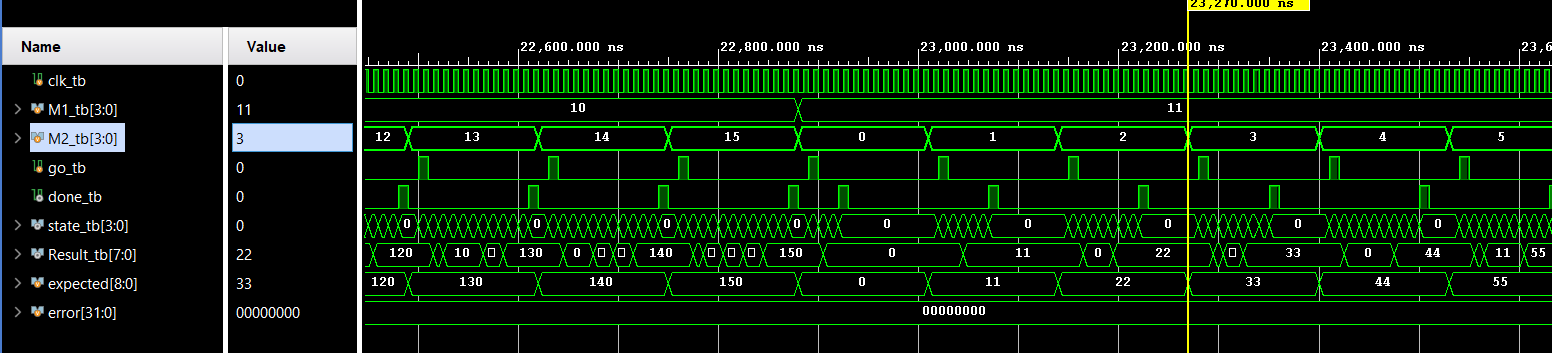 23,270.000 ns
Name Value 22,600.000 ns 22,800.000 ns 23,000.000 ns 23,200.000 ns 23,400.000 ns 23,6
clk_tb 0
M1_tb[3:0] 11 10 11
M2_tb[3:0] 3 12 13 14 15 0 1 2 3 4 5
go_tb 0
done_tb 0
state_tb[3:0] 0 0 0 0 0 0 0 0 0 0
Result_tb[7:0] 22 120 10 130 0 140 150 0 11 0 22 33 0 44 11 55
expected[8:0] 33 120 130 140 150 0 11 22 33 44 55
error[31:0] 00000000 00000000